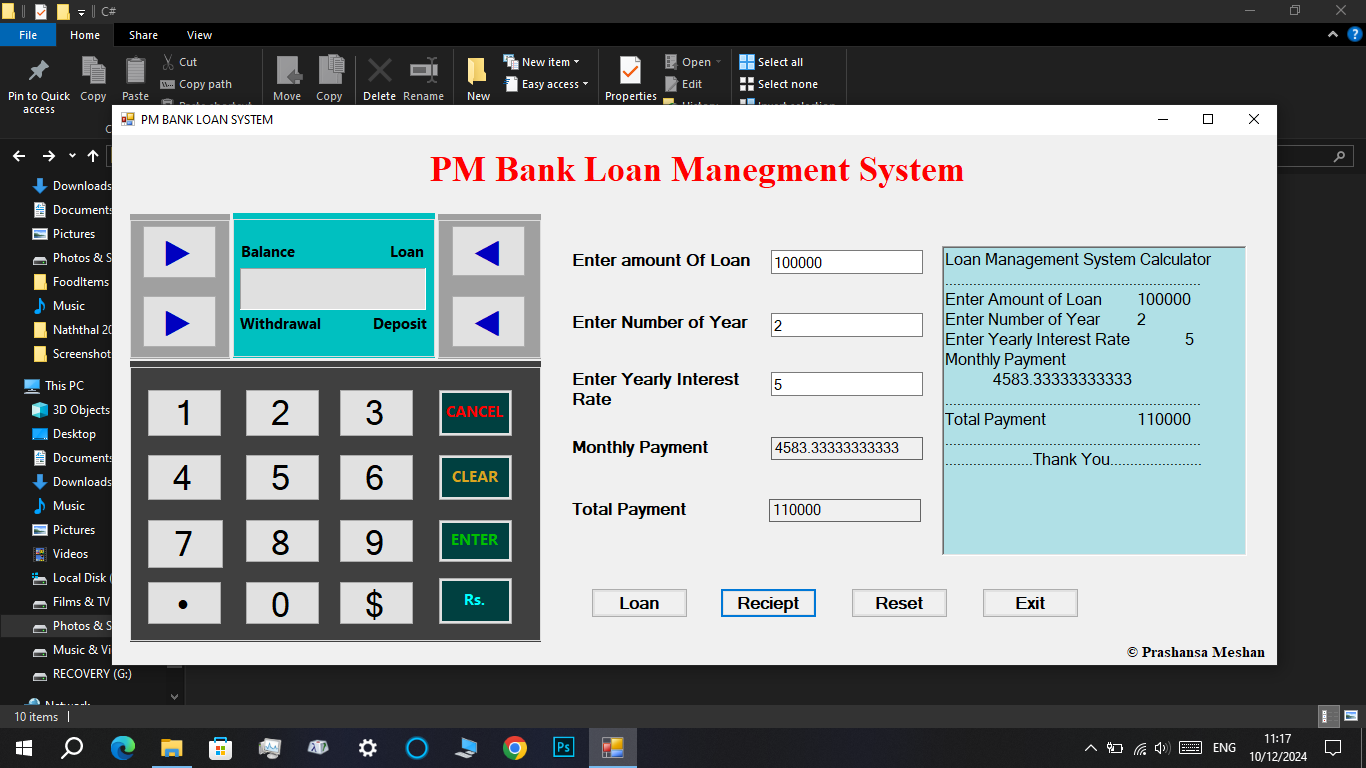 C#
File Home Share View
Pin to Quick access
Copy
Paste
Cut
Copy path
Move
Copy
Delete
Rename
New
New item
Easy access
Properties
Open
Edit
History
Select all
Select none
Invert selection
PM BANK LOAN SYSTEM
PM Bank Loan Manegment System
Downloads
Documents
Pictures
Photos & S
FoodItems
Music
Naththal 20
Screenshot
This PC
3D Objects
Desktop
Documents
Downloads
Music
Pictures
Videos
Local Disk (
Films & TV
Photos & S
Music & Vi
RECOVERY (G:)
Network
Balance Loan
Withdrawal Deposit
1 2 3 CANCEL
4 5 6 CLEAR
7 8 9 ENTER
• 0 $ Rs.
Enter amount Of Loan 100000
Enter Number of Year 2
Enter Yearly Interest
Rate 5
Monthly Payment 4583.33333333333
Total Payment 110000
Loan Management System Calculator
Enter Amount of Loan 100000
Enter Number of Year 2
Enter Yearly Interest Rate 5
Monthly Payment
4583.33333333333
Total Payment 110000
......................Thank You.......................
Loan Reciept Reset Exit
© Prashansa Meshan
10 items
Ps
ENG
11:17
10/12/2024